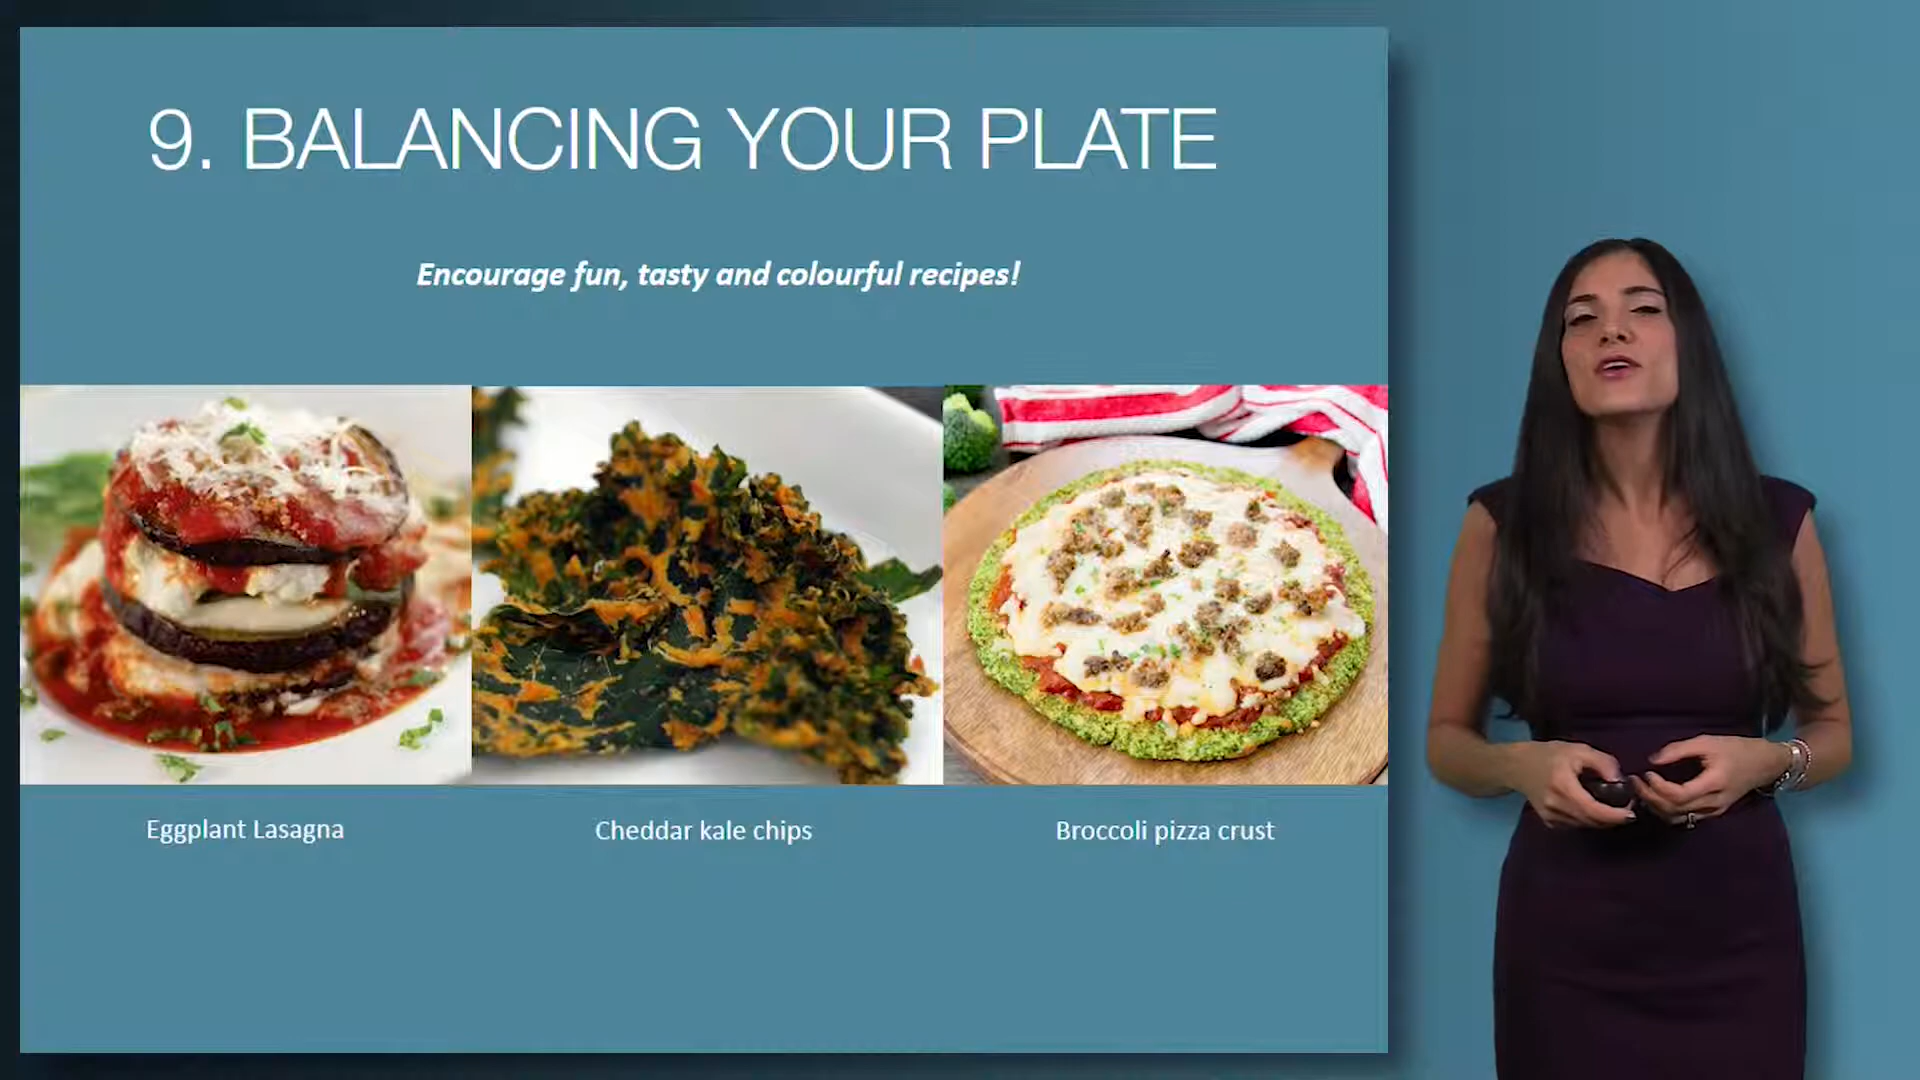 9. BALANCING YOUR PLATE
Encourage fun, tasty and colourful recipes!
Eggplant Lasagna
Cheddar kale chips
Broccoli pizza crust